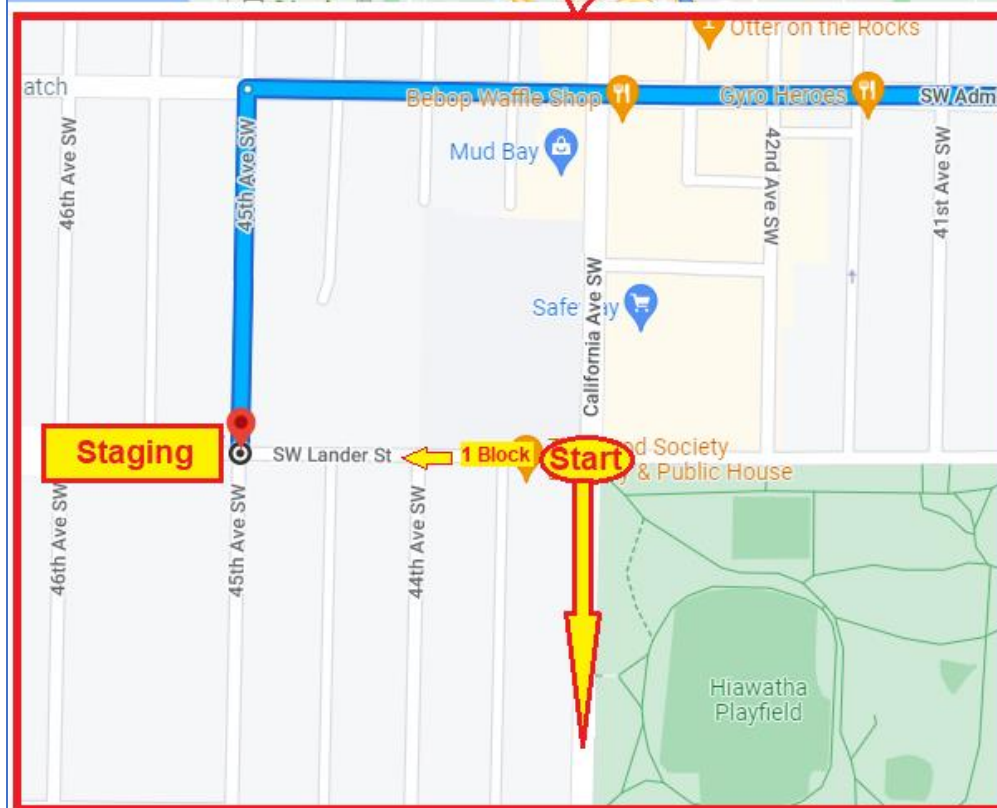 Otter on the Rocks
atch
Bebop Waffle Shop
Gyro Heroes
SW Adm
46th Ave SW
45th Ave SW
Mud Bay
42nd Ave SW
41st Ave SW
California Ave SW
Staging
SW Lander St
1 Block
Start
Society
& Public House
46th Ave SW
45th Ave SW
44th Ave SW
Hiawatha
Playfield